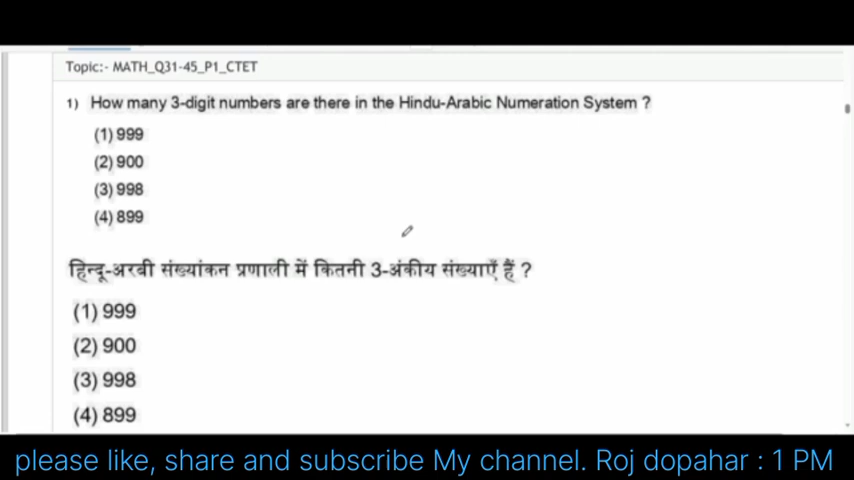 Topic:- MATH_Q31-45_P1_CTET
1) How many 3-digit numbers are there in the Hindu-Arabic Numeration System ?
(1) 999
(2) 900
(3) 998
(4) 899
हिन्दू-अरबी संख्यांकन प्रणाली में कितनी 3-अंकीय संख्याएँ हैं ?
(1) 999
(2) 900
(3) 998
(4) 899
please like, share and subscribe My channel. Roj dopahar : 1 PM